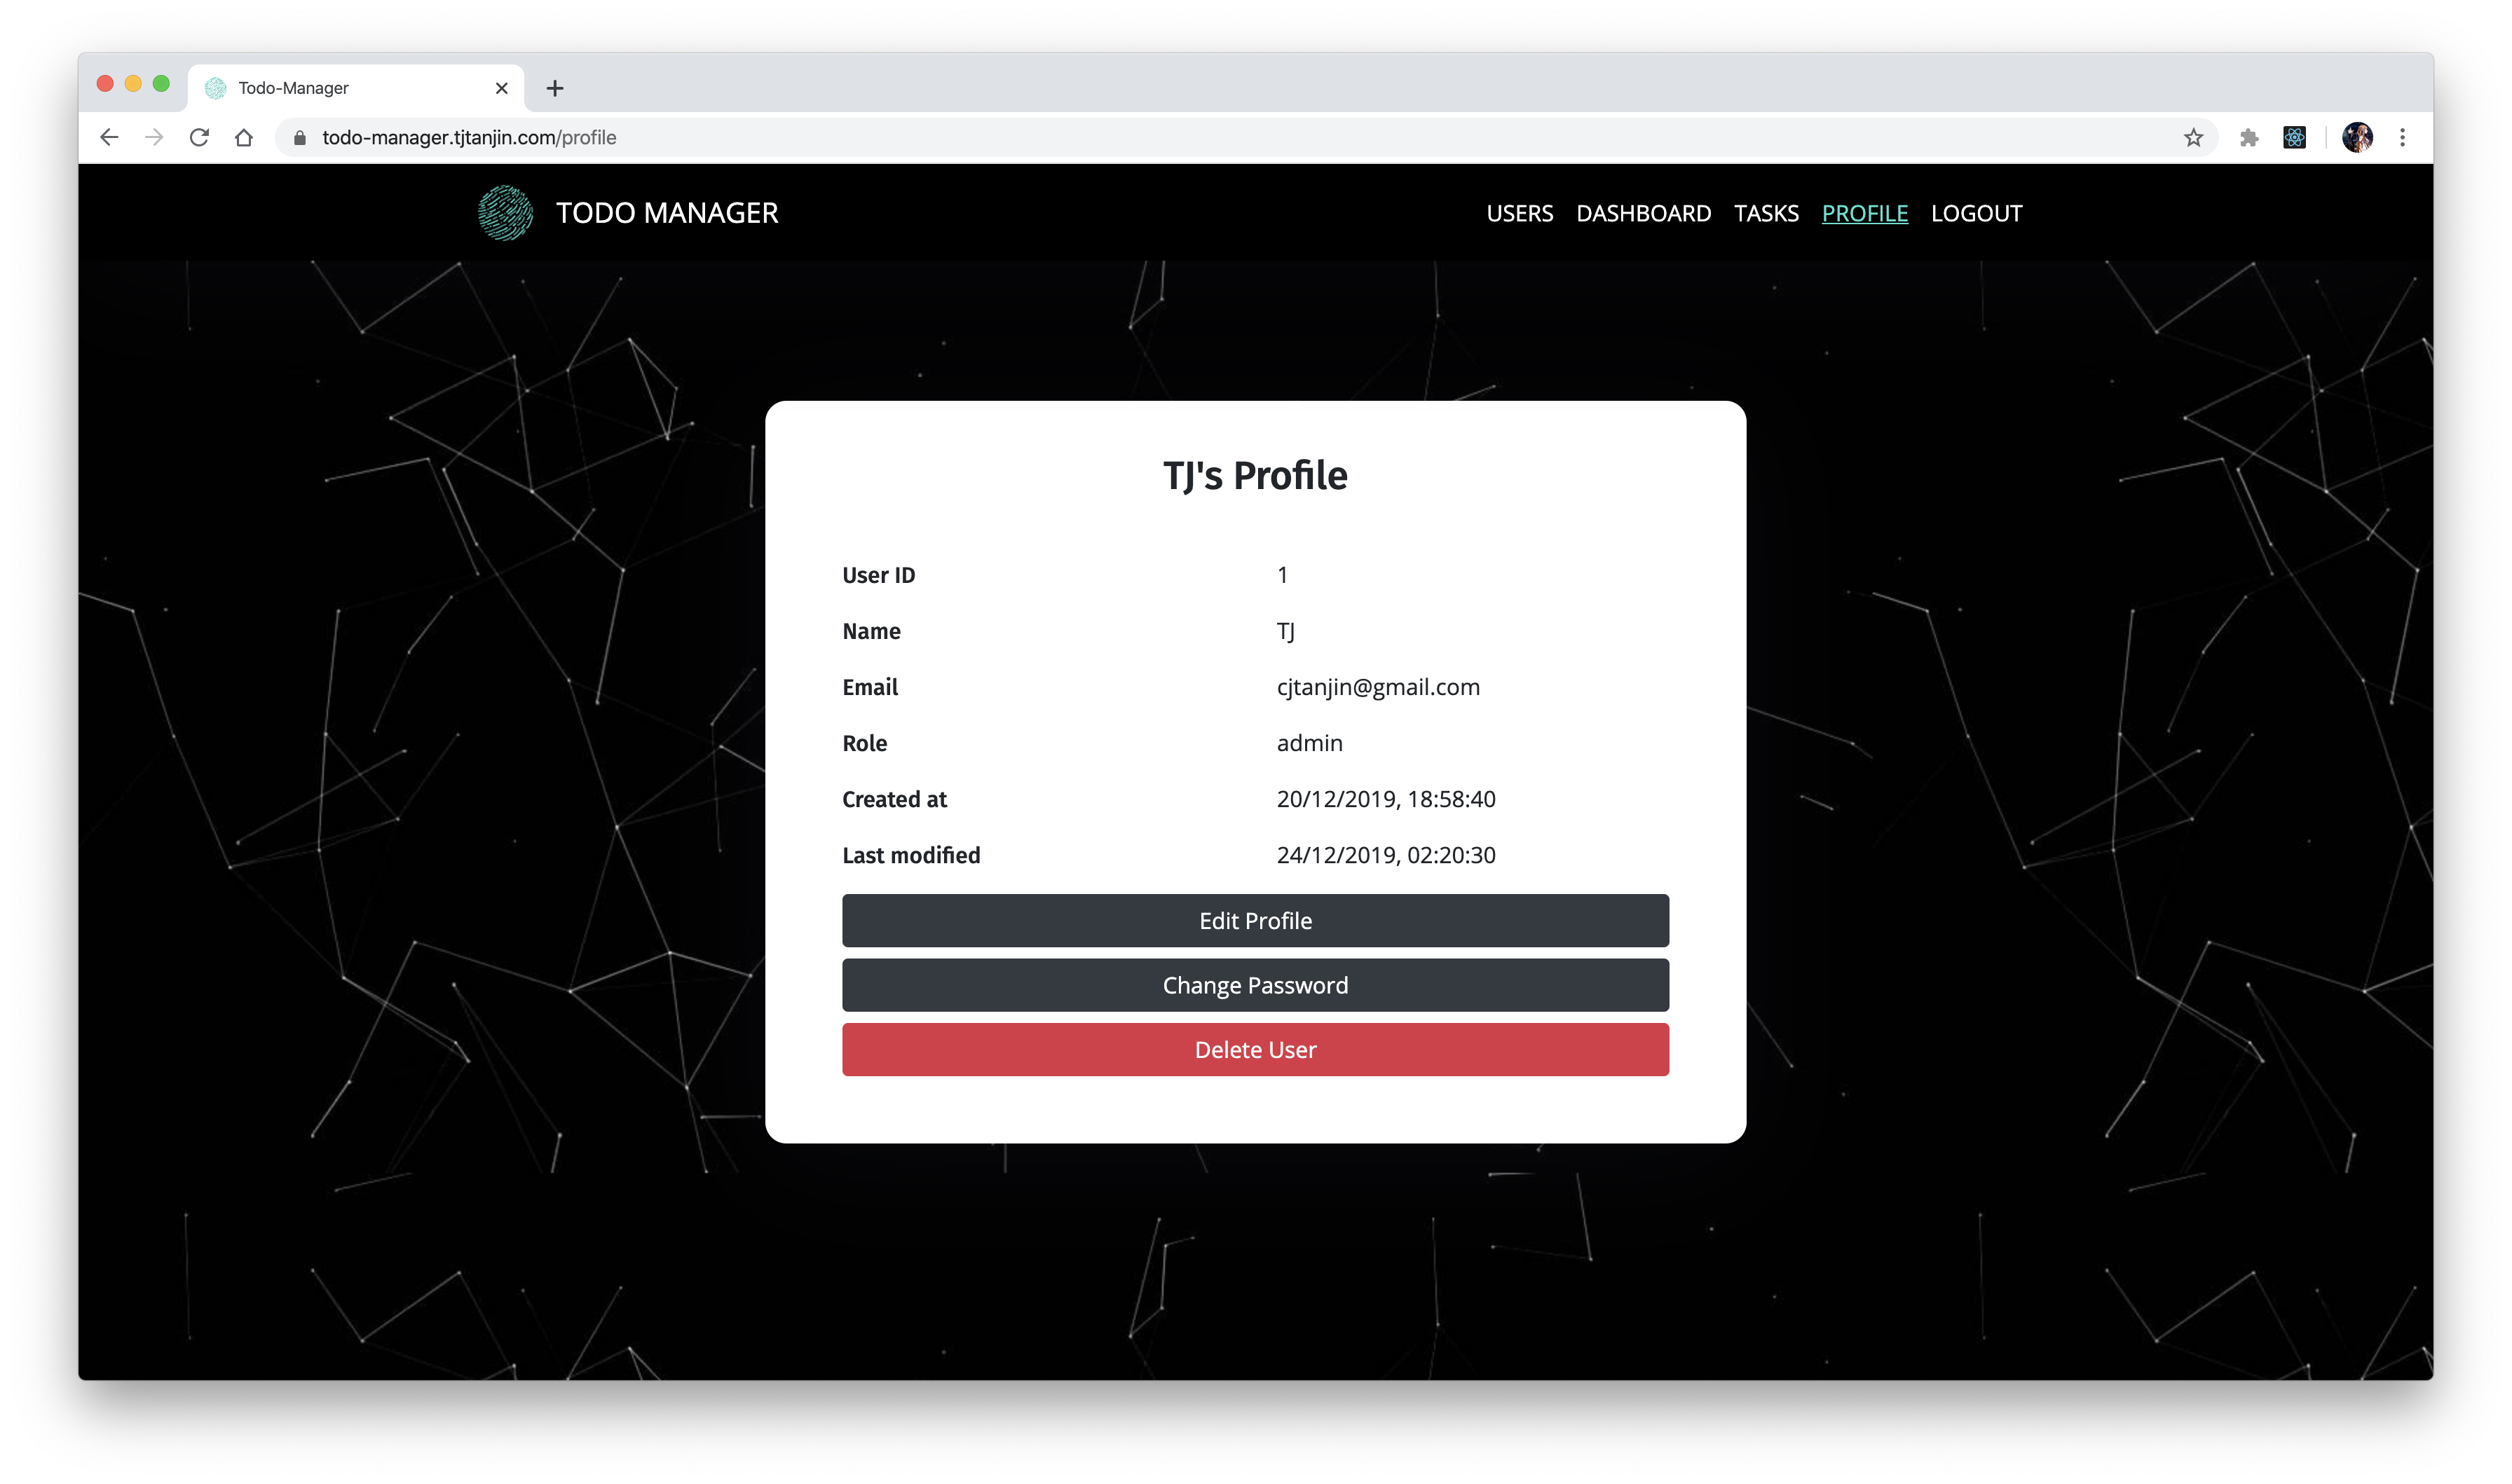 Todo-Manager
todo-manager.tjtanjin.com/profile
TODO MANAGER
USERS DASHBOARD TASKS PROFILE LOGOUT
TJ's Profile
User ID 1
Name TJ
Email cjtanjin@gmail.com
Role admin
Created at 20/12/2019, 18:58:40
Last modified 24/12/2019, 02:20:30
Edit Profile
Change Password
Delete User